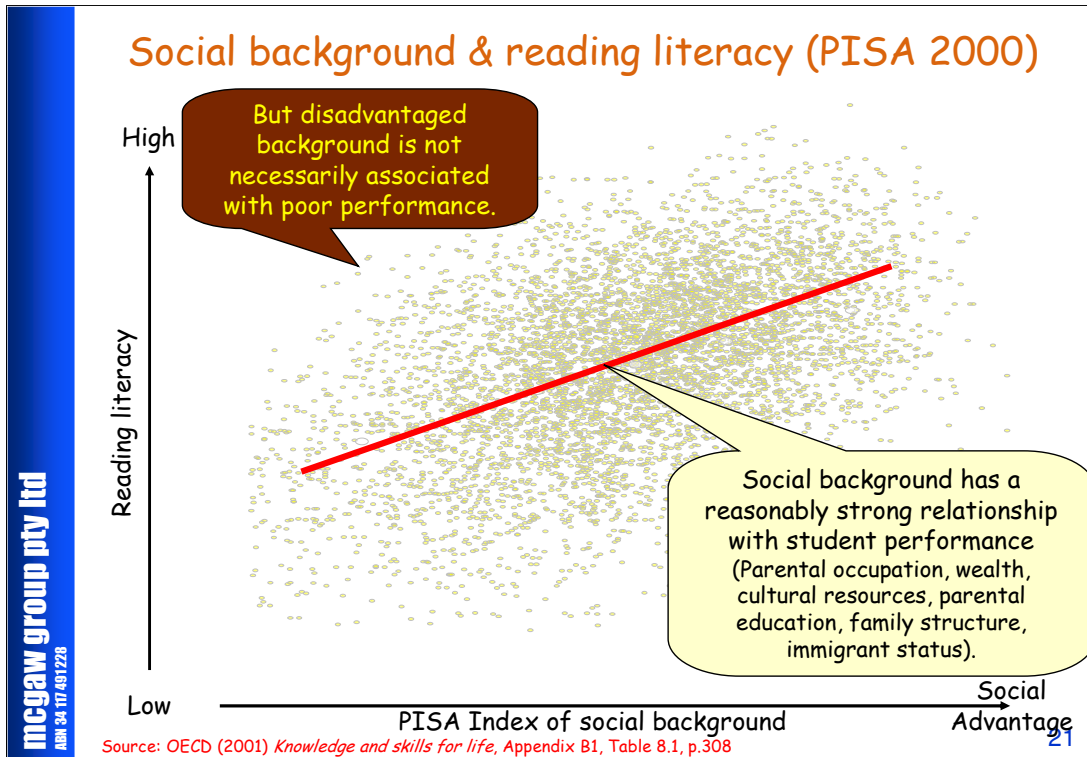 Social background & reading literacy (PISA 2000)
But disadvantaged
background is not
necessarily associated
with poor performance.
High
Reading literacy
Social background has a
reasonably strong relationship
with student performance
(Parental occupation, wealth,
cultural resources, parental
education, family structure,
immigrant status).
Low
PISA Index of social background
Social
Advantage
Source: OECD (2001) Knowledge and skills for life, Appendix B1, Table 8.1, p.308
21
mcgaw group pty ltd
ABN 34 117 491 228